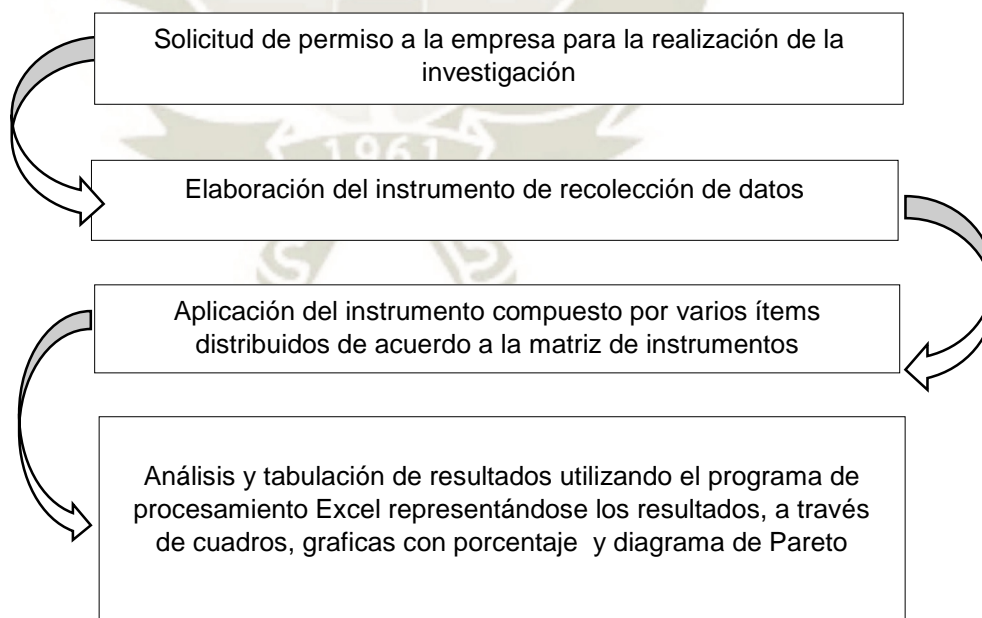 Solicitud de permiso a la empresa para la realización de la
investigación
1961
Elaboración del instrumento de recolección de datos
Aplicación del instrumento compuesto por varios ítems
distribuidos de acuerdo a la matriz de instrumentos
Análisis y tabulación de resultados utilizando el programa de
procesamiento Excel representándose los resultados, a través
de cuadros, graficas con porcentaje  y diagrama de Pareto